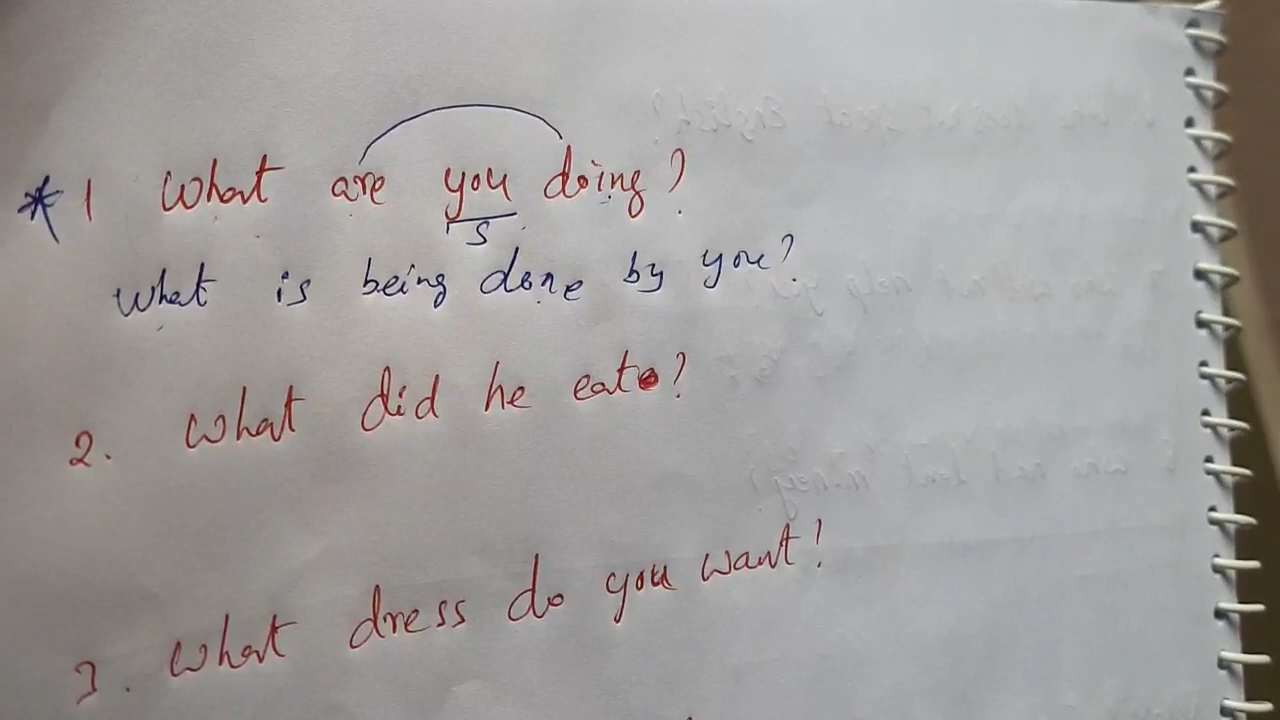 * 1 What are you doing?
S
What is being done by you?
2. What did he eat?
3. What dress do you want!